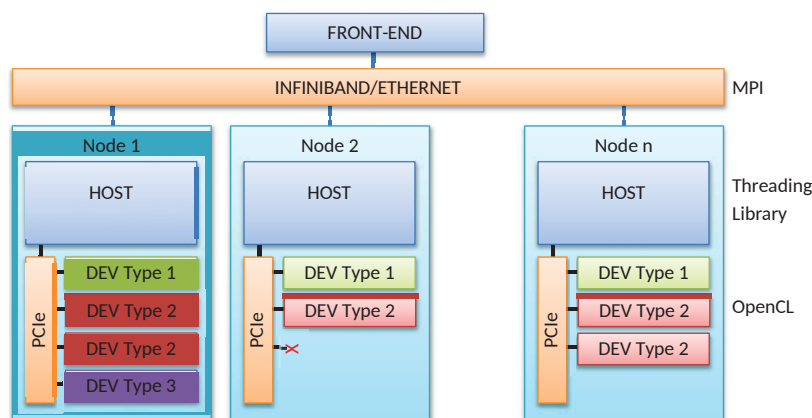 FRONT-END
INFINIBAND/ETHERNET
MPI
Node 1
Node 2
Node n
HOST
HOST
HOST
Threading
Library
PCIe
DEV Type 1
DEV Type 2
DEV Type 2
DEV Type 3
PCIe
DEV Type 1
DEV Type 2
PCIe
DEV Type 1
DEV Type 2
DEV Type 2
OpenCL